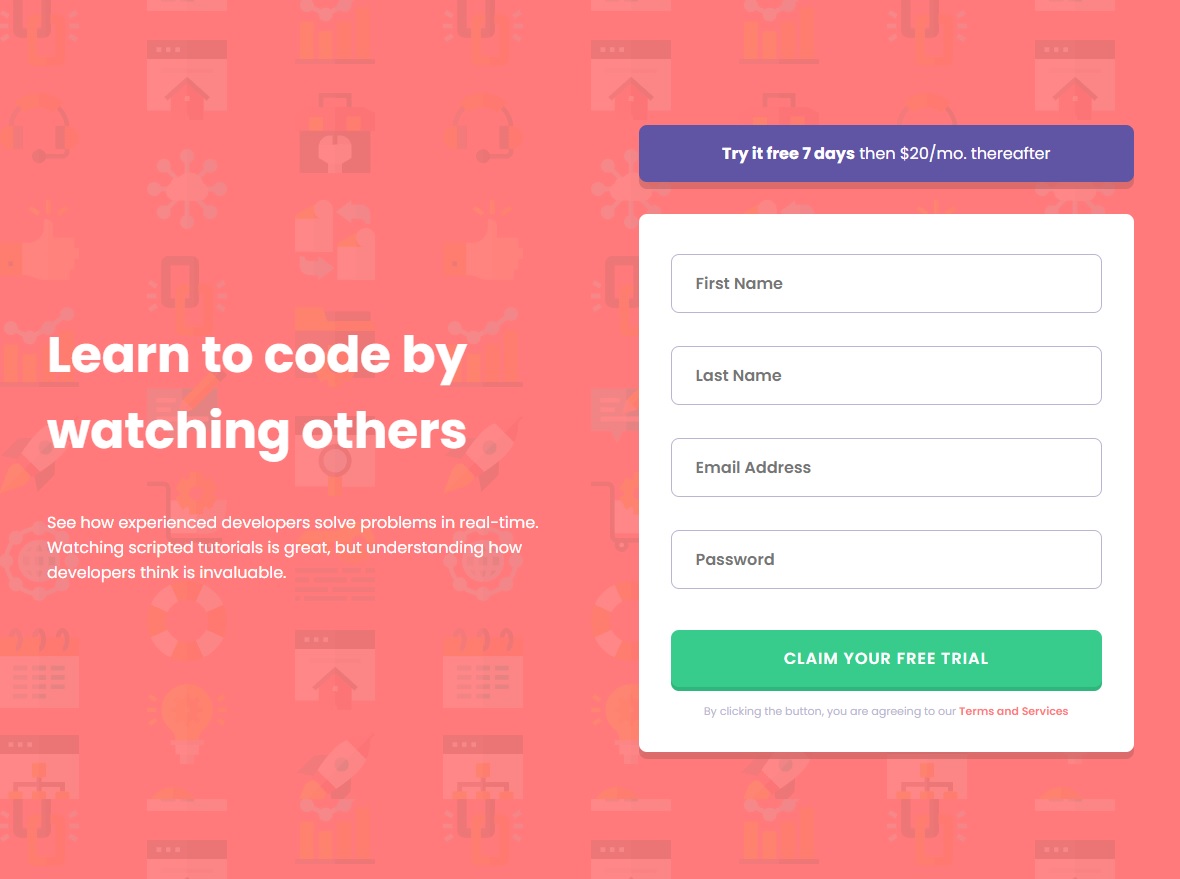 Learn to code by
watching others
See how experienced developers solve problems in real-time.
Watching scripted tutorials is great, but understanding how
developers think is invaluable.
Try it free 7 days then $20/mo. thereafter
First Name
Last Name
Email Address
Password
CLAIM YOUR FREE TRIAL
By clicking the button, you are agreeing to our Terms and Services